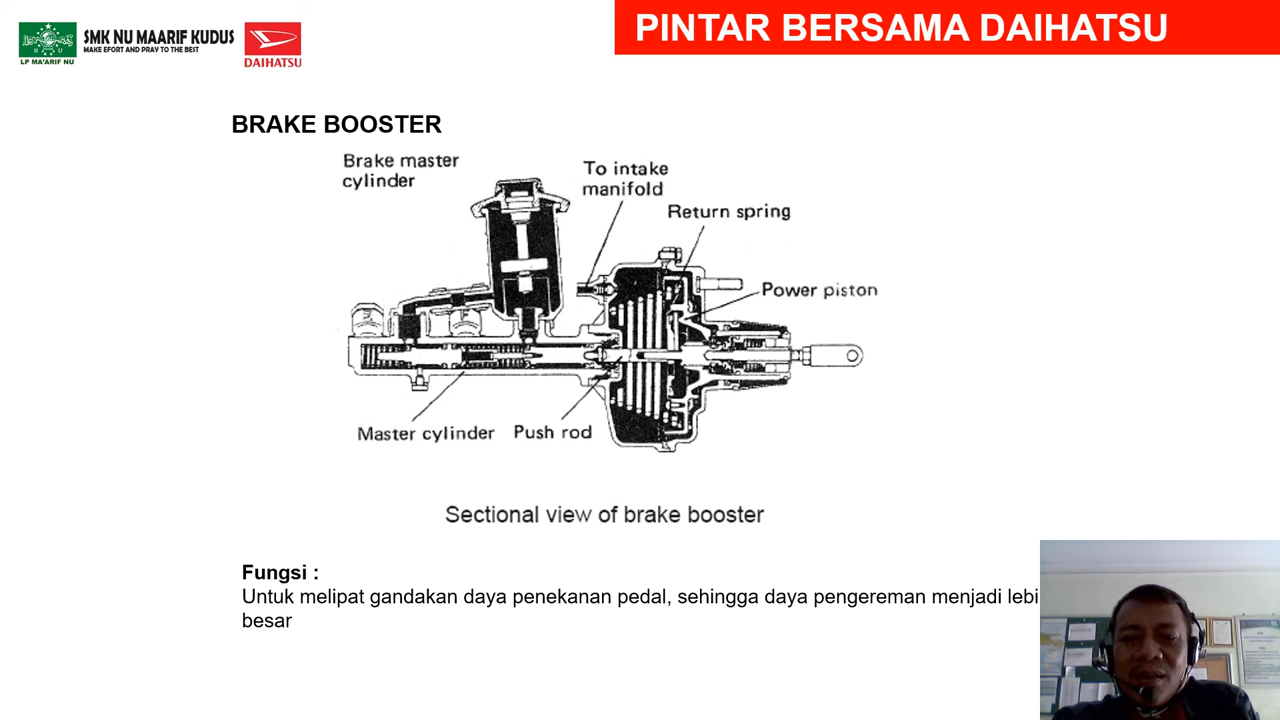 SMK NU MAARIF KUDUS
MAKE EFORT AND PRAY TO THE BEST
LP MA'ARIF NU
DAIHATSU
PINTAR BERSAMA DAIHATSU
BRAKE BOOSTER
Brake master
cylinder
To intake
manifold
Return spring
Power piston
Master cylinder
Push rod
Sectional view of brake booster
Fungsi :
Untuk melipat gandakan daya penekanan pedal, sehingga daya pengereman menjadi lebi
besar